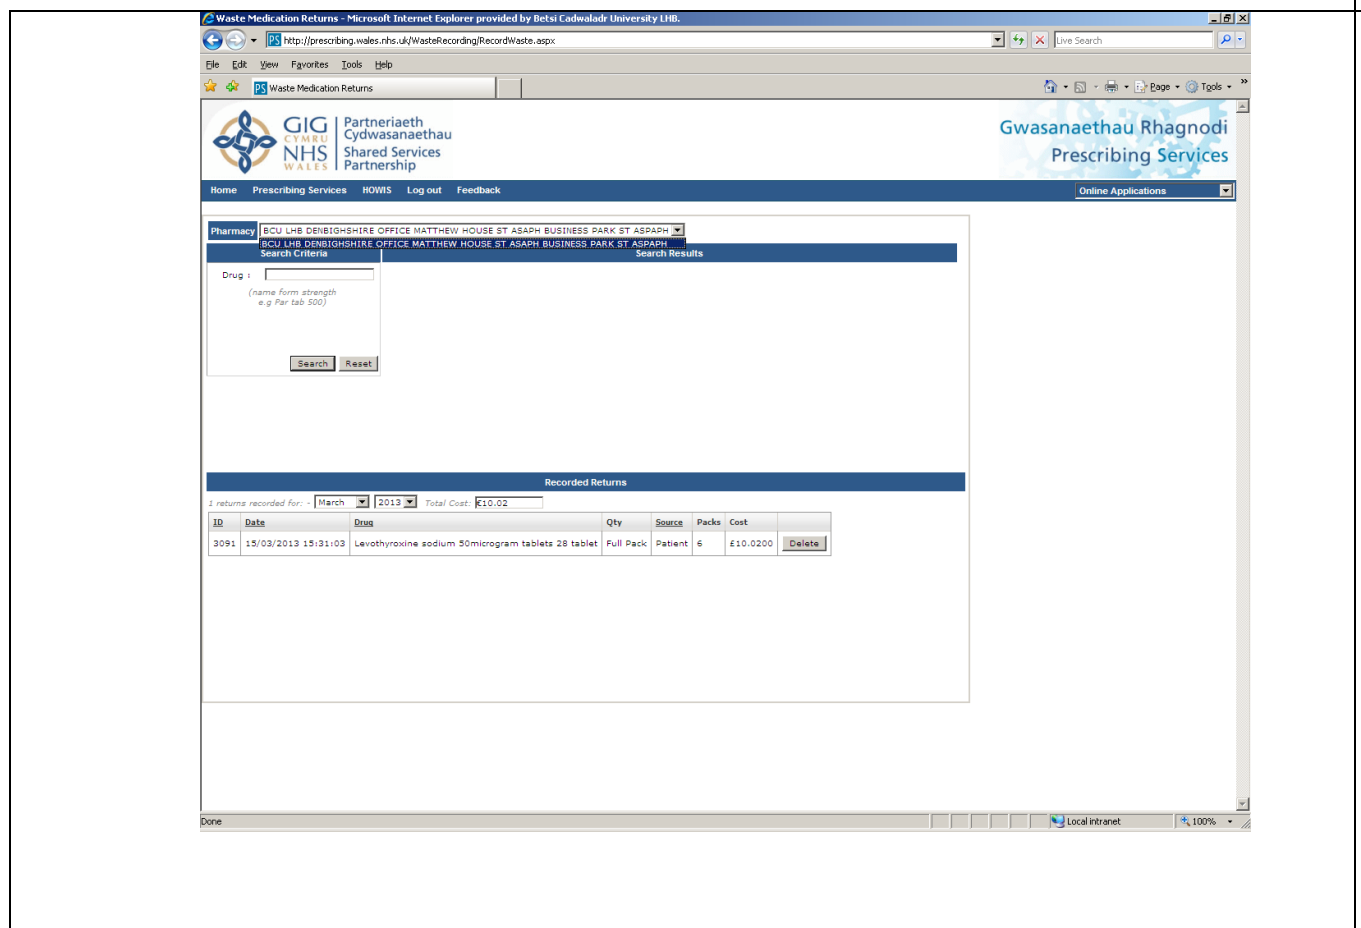 Waste Medication Returns - Microsoft Internet Explorer provided by Betsi Cadwaladr University LHB.
PS http://prescribing.wales.nhs.uk/WasteRecording/RecordWaste.aspx
Live Search
File Edit View Favorites Tools Help
PS Waste Medication Returns
Page Tools
GIG CYMRU NHS WALES
Partneriaeth
Cydwasanaethau
Shared Services
Partnership
Gwasanaethau Rhagnodi
Prescribing Services
Home Prescribing Services HOWIS Log out Feedback
Online Applications
Pharmacy BCU LHB DENBIGHSHIRE OFFICE MATTHEW HOUSE ST ASAPH BUSINESS PARK ST ASPAPH
BCU LHB DENBIGHSHIRE OFFICE MATTHEW HOUSE ST ASAPH BUSINESS PARK ST ASPAPH
Search Criteria Search Results
Drug :
(name form strength
e.g Par tab 500)
Search Reset
Recorded Returns
1 returns recorded for: - March 2013 Total Cost: £10.02
ID Date Drug Qty Source Packs Cost
3091 15/03/2013 15:31:03 Levothyroxine sodium 50microgram tablets 28 tablet Full Pack Patient 6 £10.0200 Delete
Done Local intranet 100%